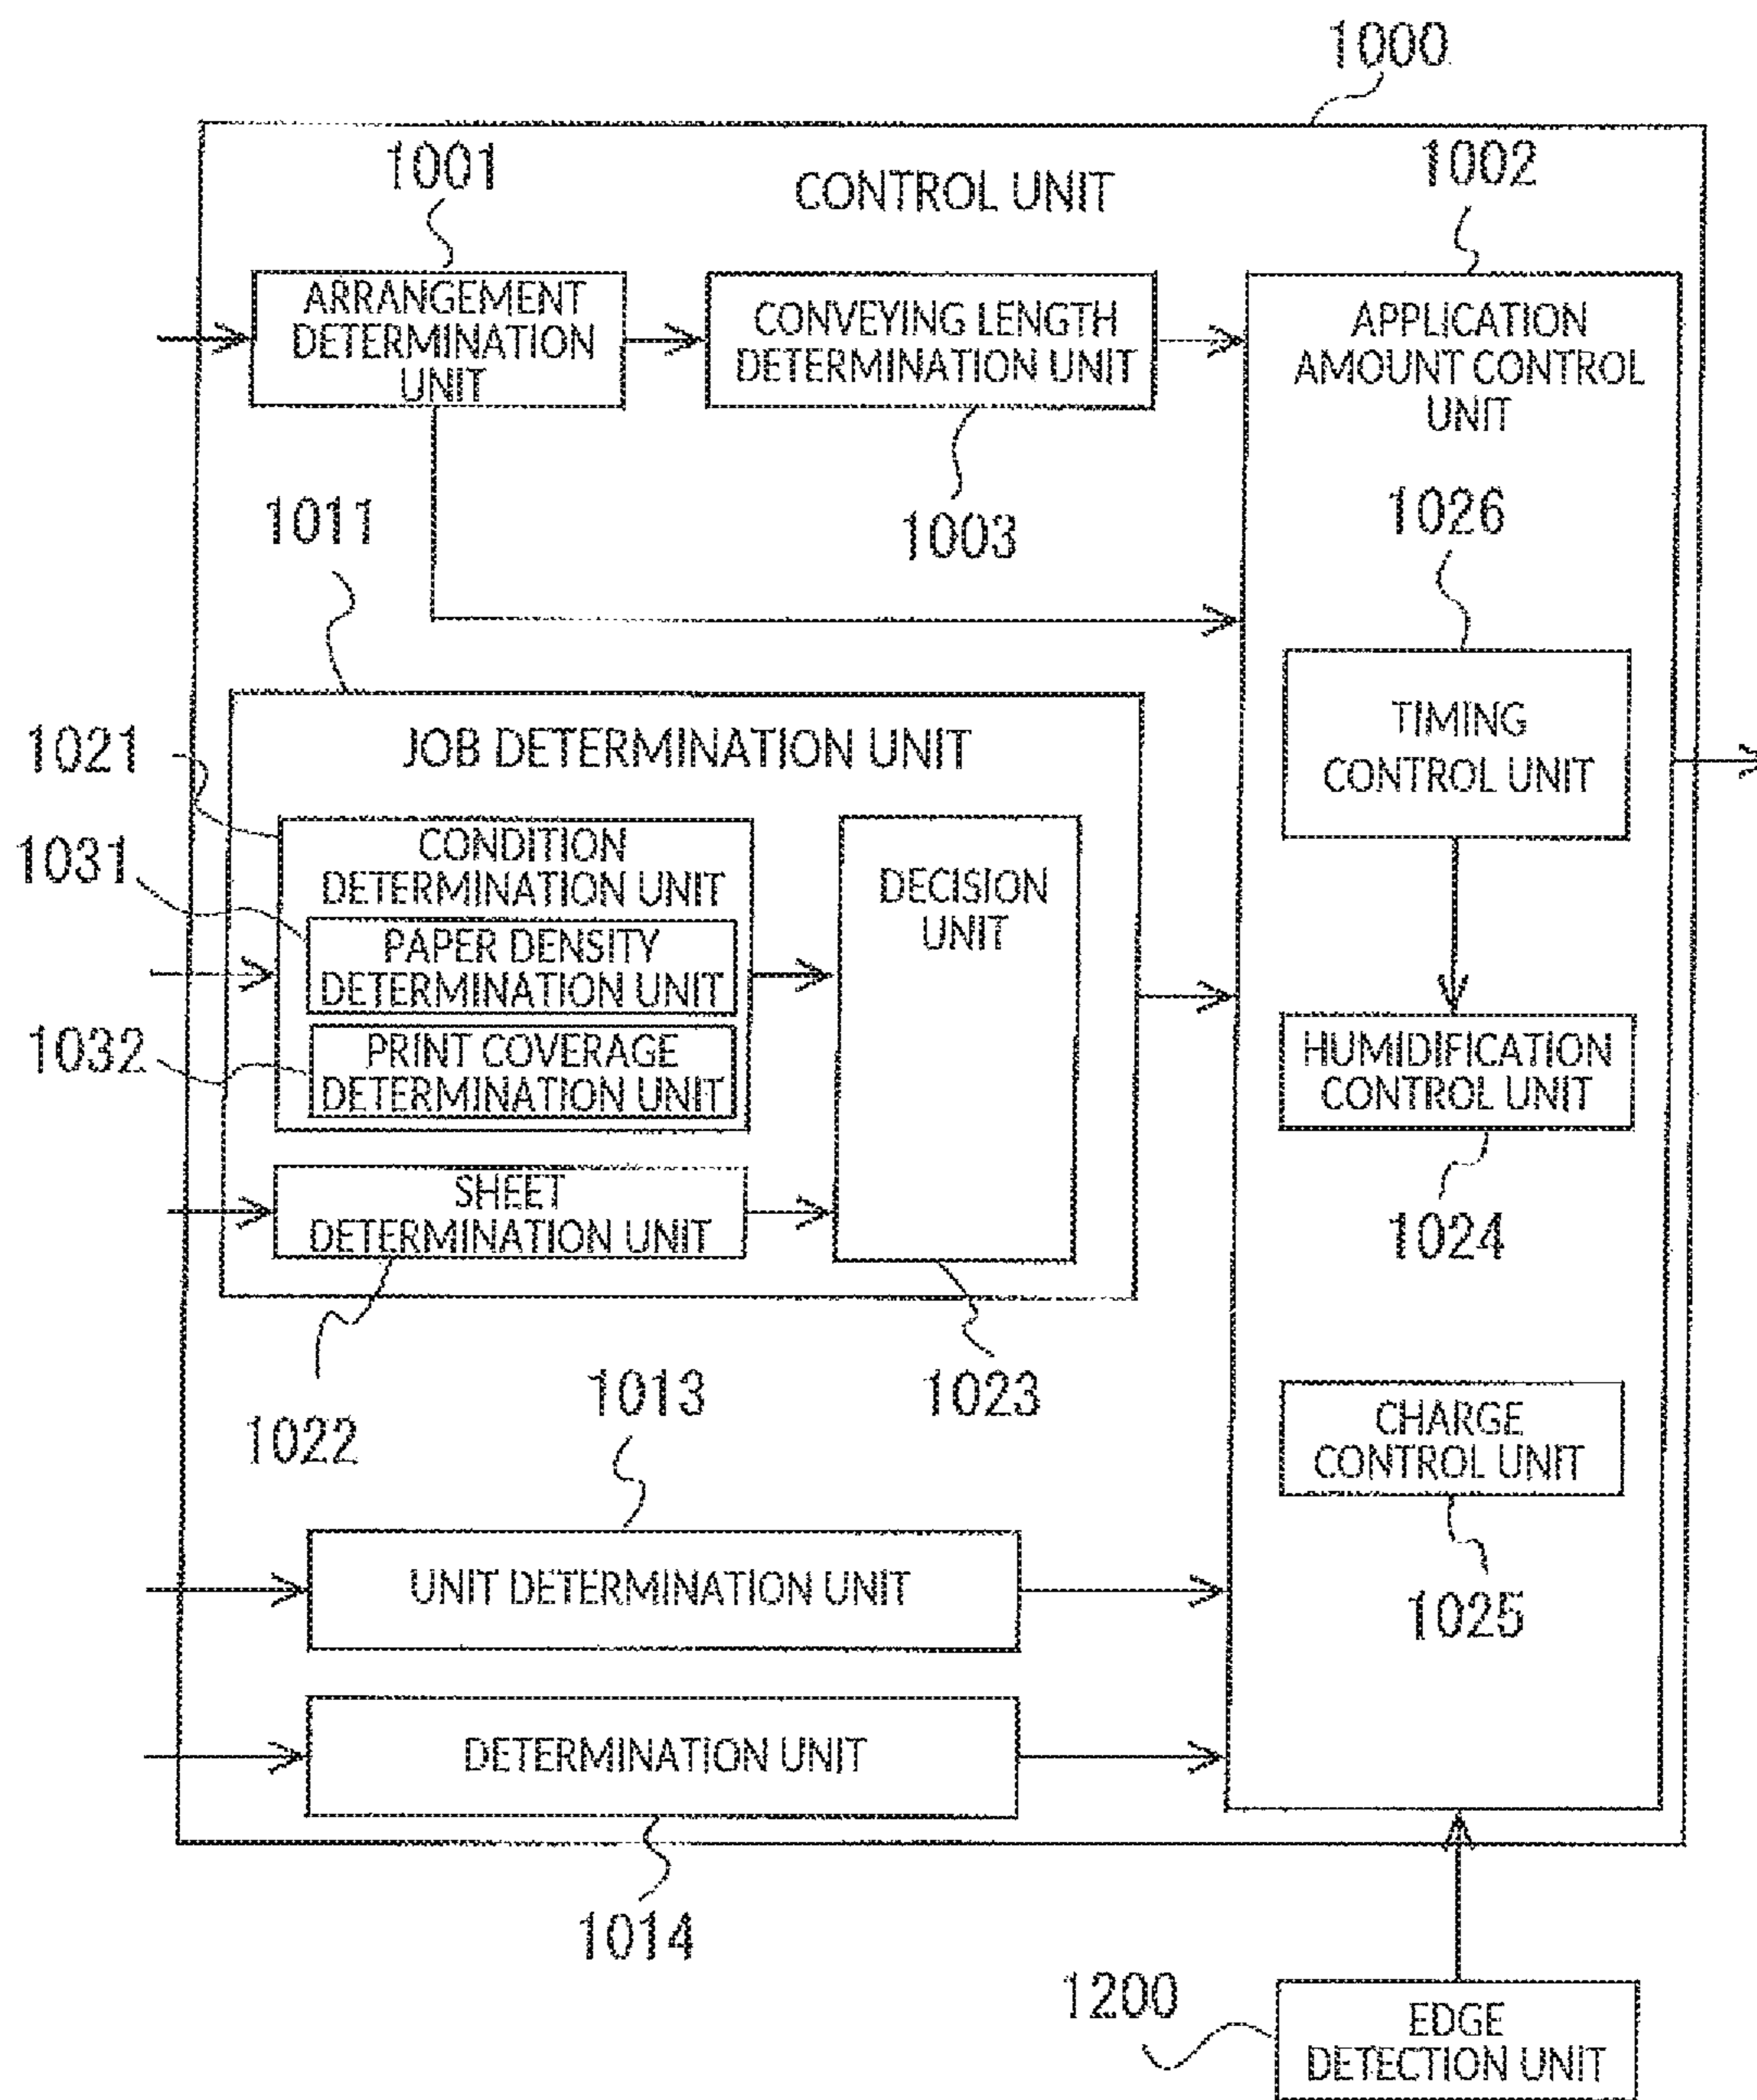 1000
1001
CONTROL UNIT
1002
ARRANGEMENT
DETERMINATION
UNIT
CONVEYING LENGTH
DETERMINATION UNIT
APPLICATION
AMOUNT CONTROL
UNIT
1003
1011
1026
TIMING
CONTROL UNIT
JOB DETERMINATION UNIT
1021
CONDITION
DETERMINATION UNIT
1031
PAPER DENSITY
DETERMINATION UNIT
1032
PRINT COVERAGE
DETERMINATION UNIT
DECISION
UNIT
HUMIDIFICATION
CONTROL UNIT
1024
SHEET
DETERMINATION UNIT
1022
1023
1013
CHARGE
CONTROL UNIT
1025
UNIT DETERMINATION UNIT
DETERMINATION UNIT
1014
1200
EDGE
DETECTION UNIT